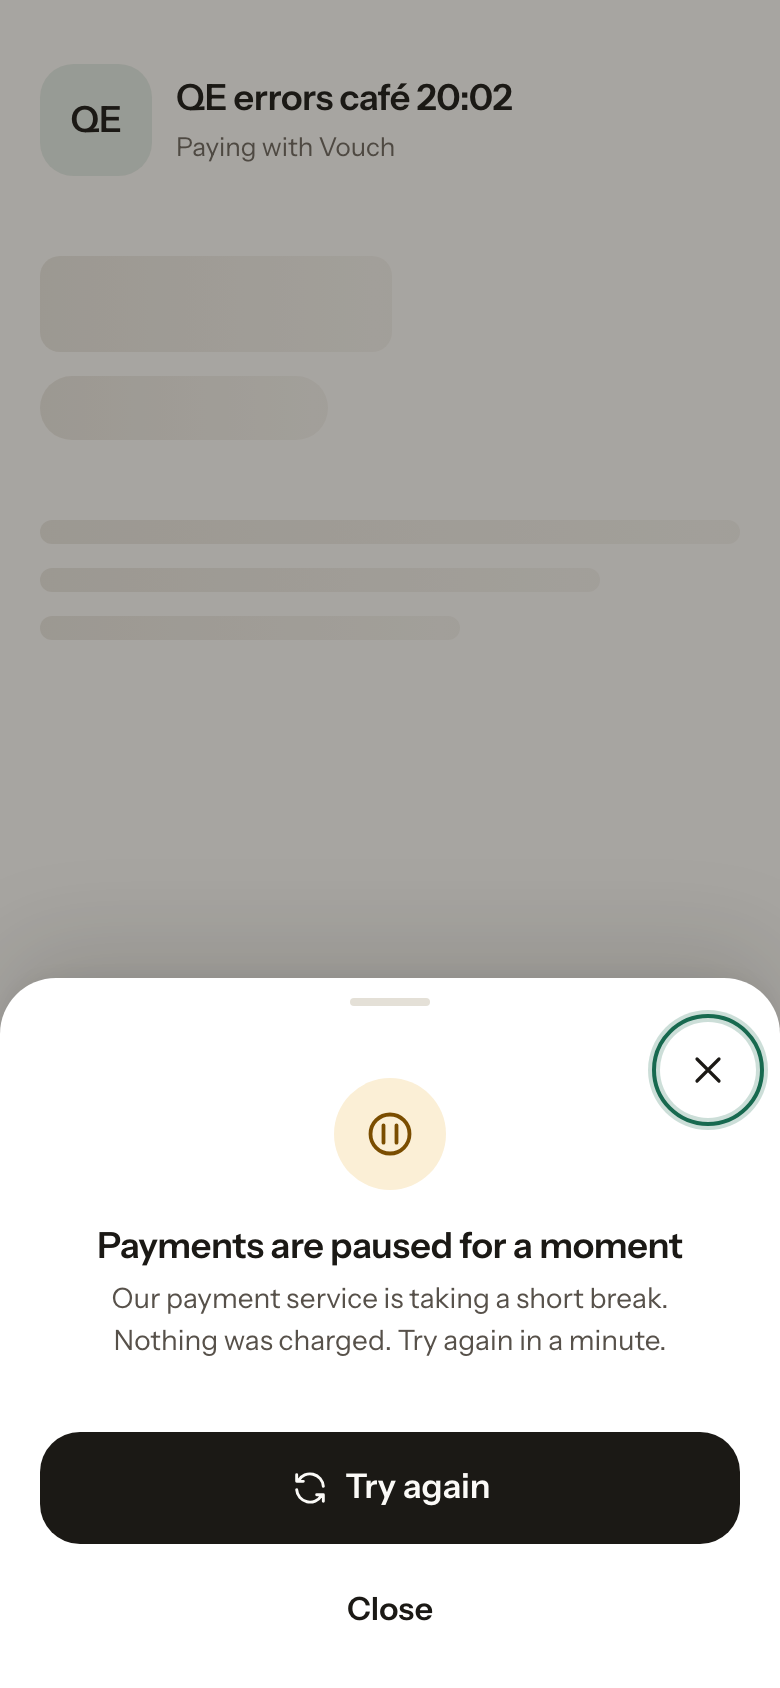 QE
QE errors café 20:02
Paying with Vouch
Payments are paused for a moment
Our payment service is taking a short break.
Nothing was charged. Try again in a minute.
Try again
Close